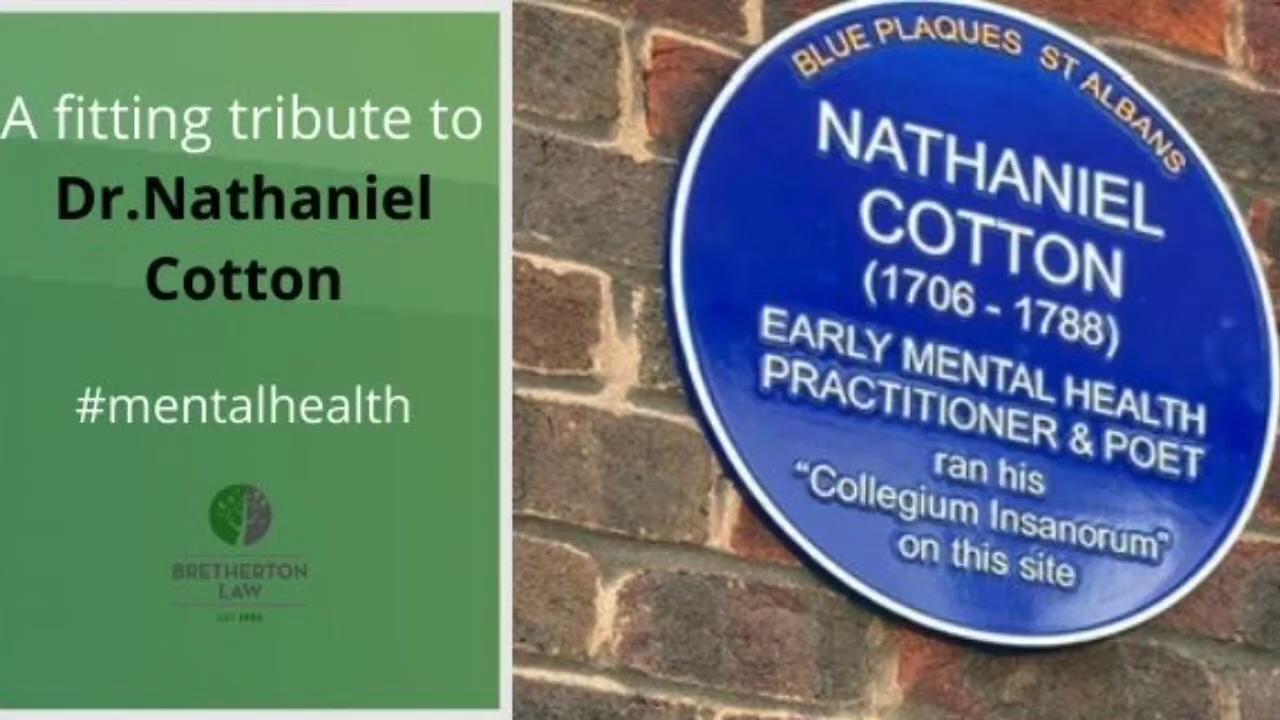 A fitting tribute to
Dr.Nathaniel
Cotton
#mentalhealth
BRETHERTON
LAW
BLUE PLAQUES ST ALBANS
NATHANIEL
COTTON
(1706 - 1788)
EARLY MENTAL HEALTH
PRACTITIONER & POET
ran his
“Collegium Insanorum”
on this site